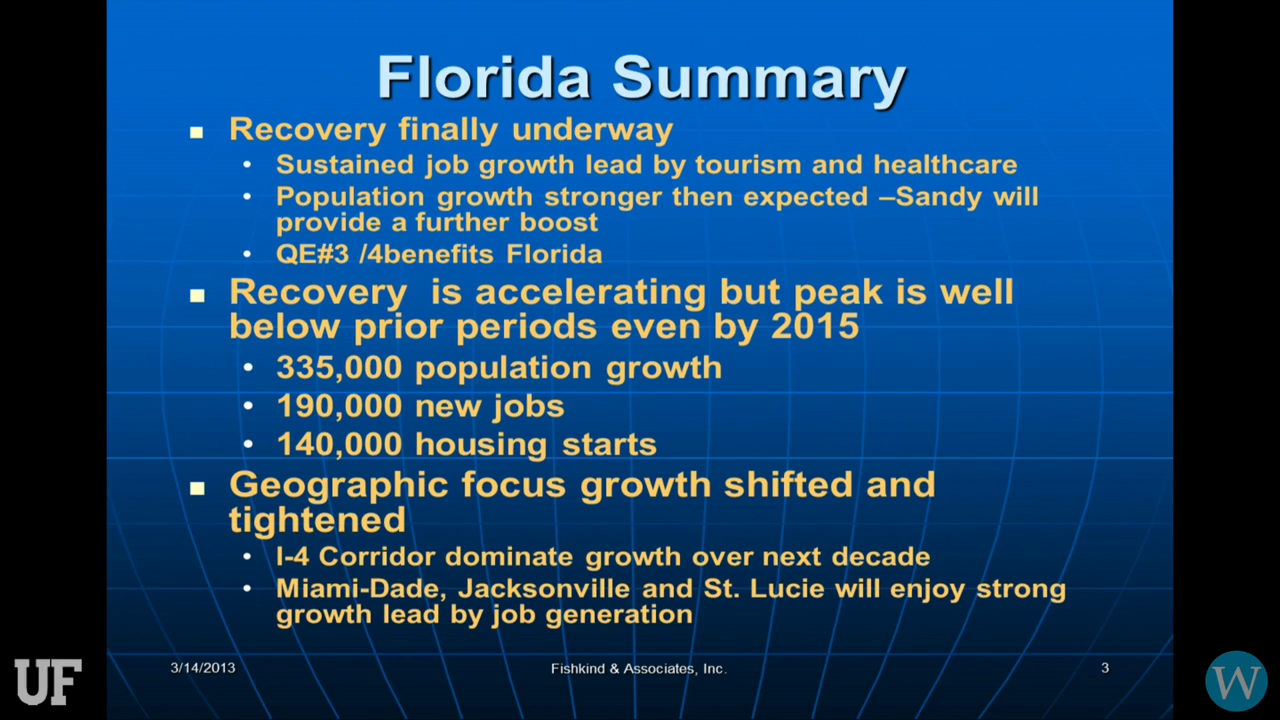 Florida Summary
Recovery finally underway
Sustained job growth lead by tourism and healthcare
Population growth stronger then expected –Sandy will
provide a further boost
QE#3 /4benefits Florida
Recovery is accelerating but peak is well
below prior periods even by 2015
335,000 population growth
190,000 new jobs
140,000 housing starts
Geographic focus growth shifted and
tightened
I-4 Corridor dominate growth over next decade
Miami-Dade, Jacksonville and St. Lucie will enjoy strong
growth lead by job generation
3/14/2013
Fishkind & Associates, Inc.
3
UF
W